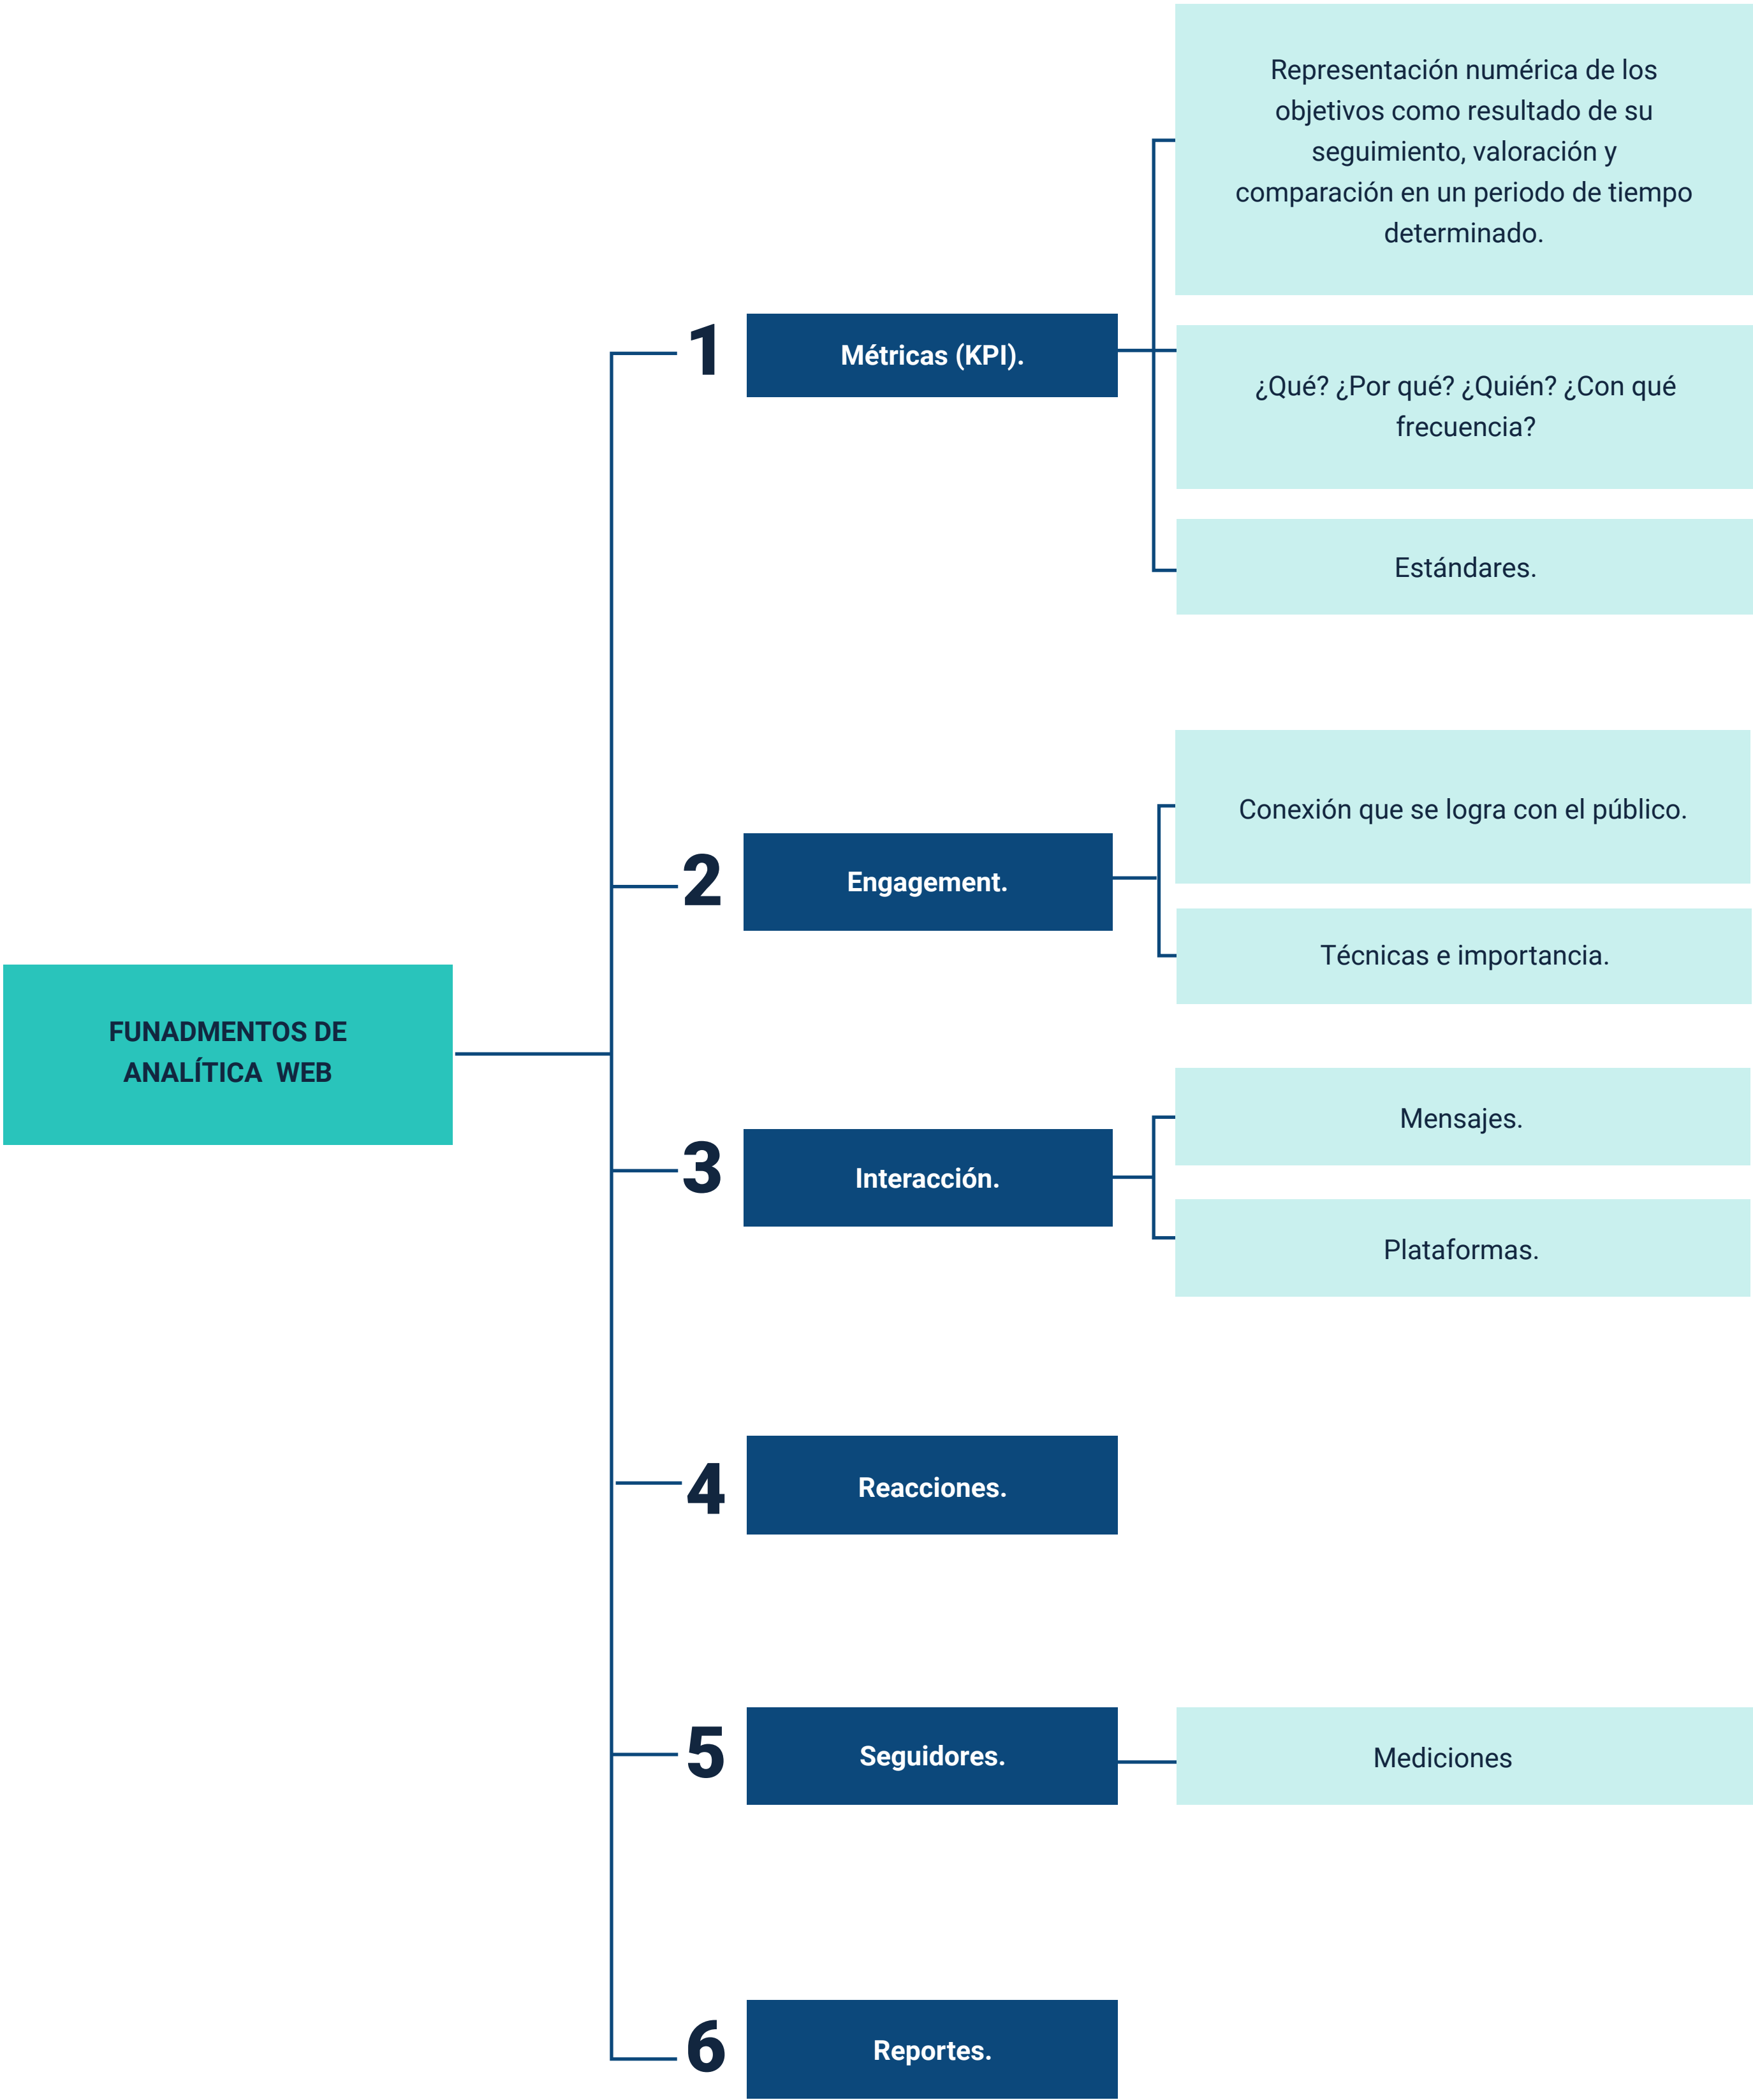 FUNADMENTOS DE
ANALÍTICA  WEB
1
Métricas (KPI).
Representación numérica de los
objetivos como resultado de su
seguimiento, valoración y
comparación en un periodo de tiempo
determinado.
¿Qué? ¿Por qué? ¿Quién? ¿Con qué
frecuencia?
Estándares.
2
Engagement.
Conexión que se logra con el público.
Técnicas e importancia.
3
Interacción.
Mensajes.
Plataformas.
4
Reacciones.
5
Seguidores.
Mediciones
6
Reportes.